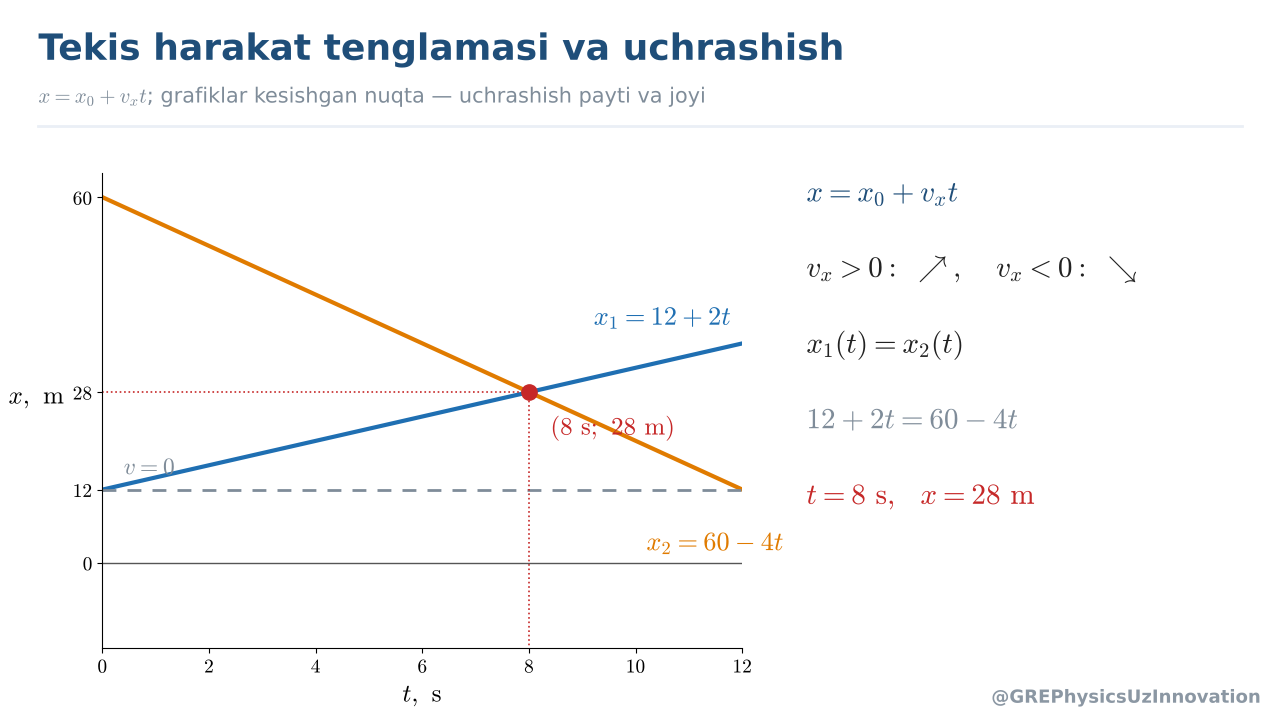 Tekis harakat tenglamasi va uchrashish
x = x₀ + vₓt; grafiklar kesishgan nuqta — uchrashish payti va joyi
60
x = x₀ + vₓt
vₓ > 0 : ↗, vₓ < 0 : ↘
x₁ = 12 + 2t
x₁(t) = x₂(t)
x, m 28
(8 s; 28 m)
12 + 2t = 60 − 4t
v = 0
12
t = 8 s, x = 28 m
x₂ = 60 − 4t
0
0 2 4 6 8 10 12
t, s
@GREPhysicsUzInnovation